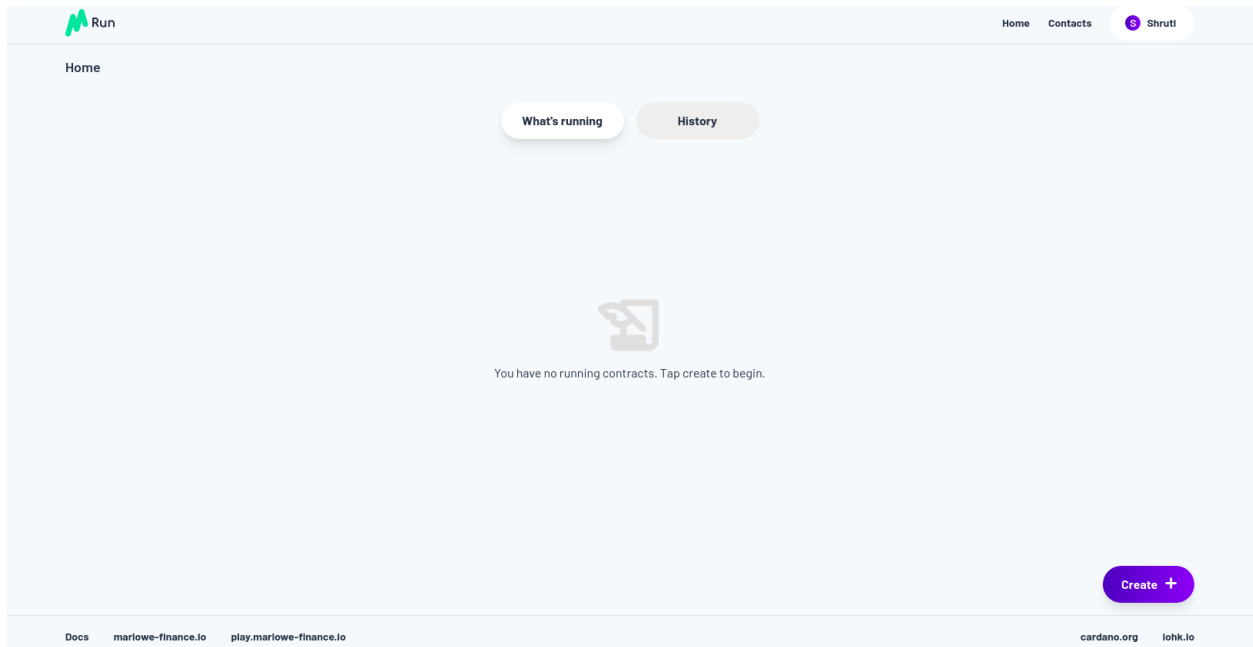 Run
Home
Contacts
S
Shruti
Home
What's running
History
You have no running contracts. Tap create to begin.
Create +
Docs
marlowe-finance.io
play.marlowe-finance.io
cardano.org
iohk.io